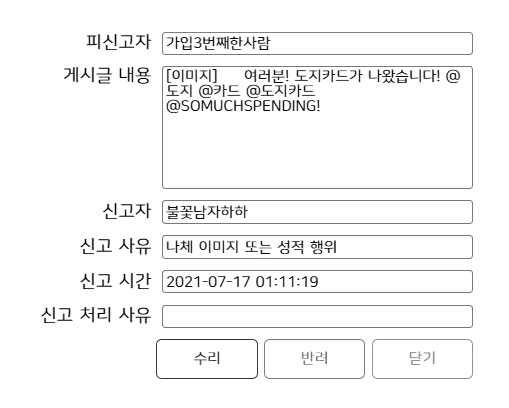 피신고자 가입3번째한사람
게시글 내용 [이미지] 여러분! 도지카드가 나왔습니다! @
도지 @카드 @도지카드
@SOMUCHSPENDING!
신고자 불꽃남자하하
신고 사유 나체 이미지 또는 성적 행위
신고 시간 2021-07-17 01:11:19
신고 처리 사유
수리 반려 닫기